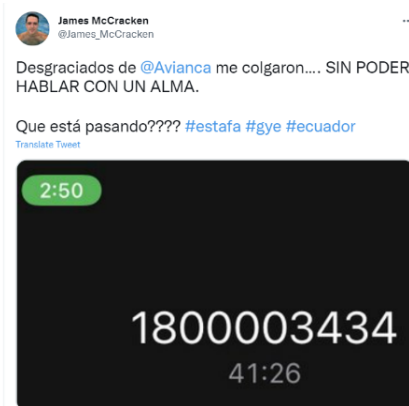 James McCracken
@James_McCracken
Desgraciados de @Avianca me colgaron.... SIN PODER
HABLAR CON UN ALMA.
Que está pasando???? #estafa #gye #ecuador
Translate Tweet
2:50
1800003434
41:26